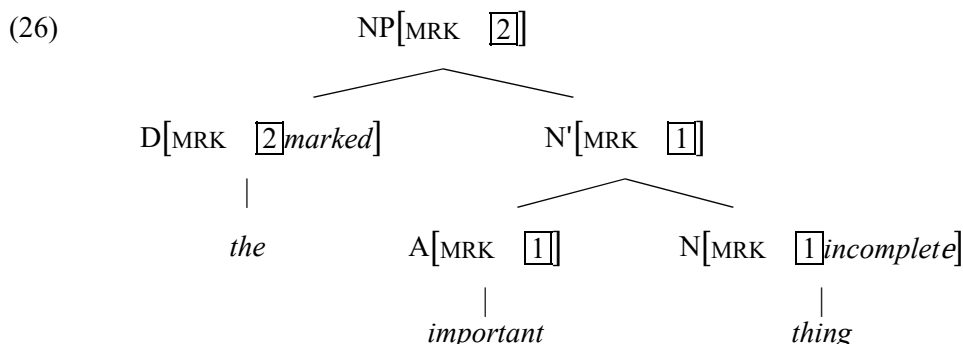 (26) NP[MRK 2]
D[MRK 2 marked] N'[MRK 1]
the A[MRK 1] N[MRK 1 incomplete]
important thing